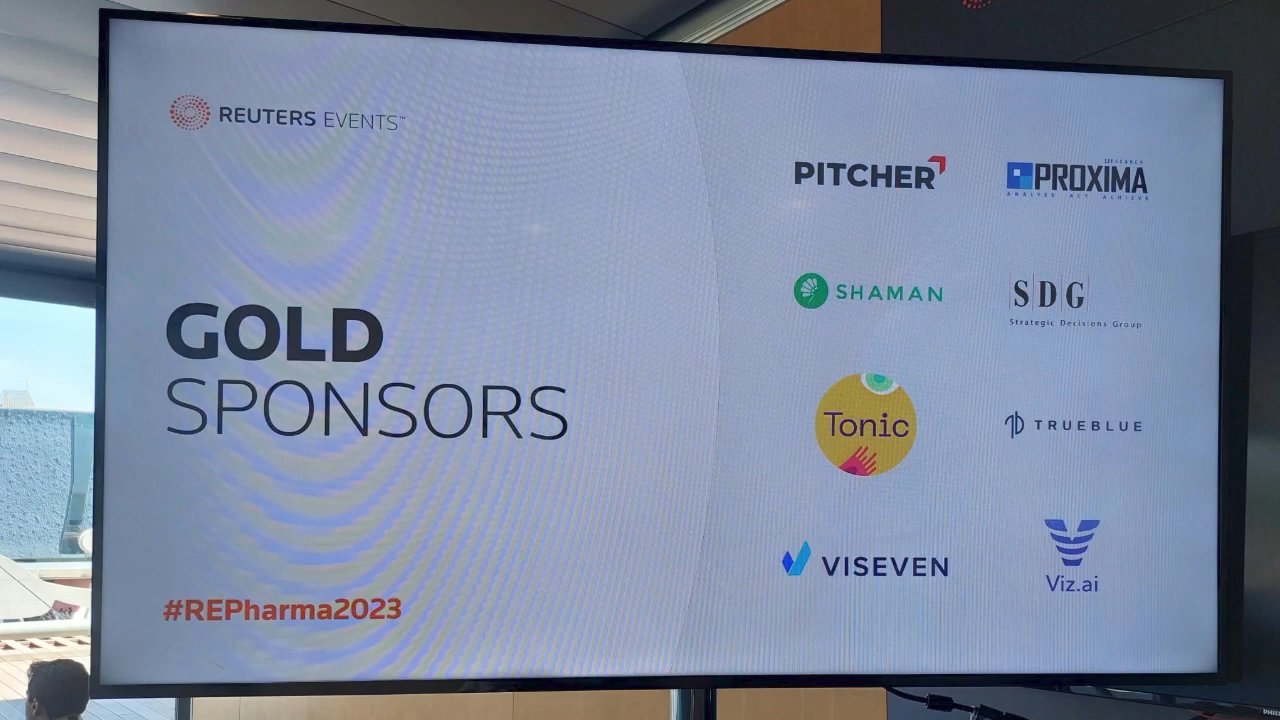 REUTERS EVENTS™
GOLD
SPONSORS
#REPharma2023
PITCHER
RESEARCH
PROXIMA
ANALYSE ACT ACHIEVE
SHAMAN
SDG
Strategic Decisions Group
Tonic
TRUEBLUE
VISEVEN
Viz.ai